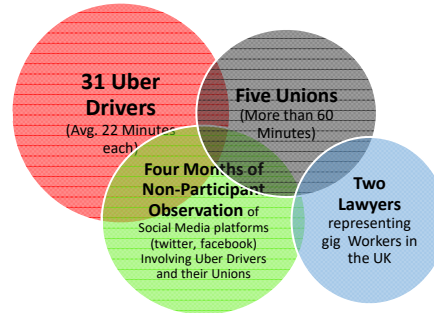 31 Uber
Drivers
(Avg. 22 Minutes
each)
Five Unions
(More than 60
Minutes)
Four Months of
Non-Participant
Observation of
Social Media platforms
(twitter, facebook)
Involving Uber Drivers
and their Unions
Two
Lawyers
representing
gig Workers in
the UK